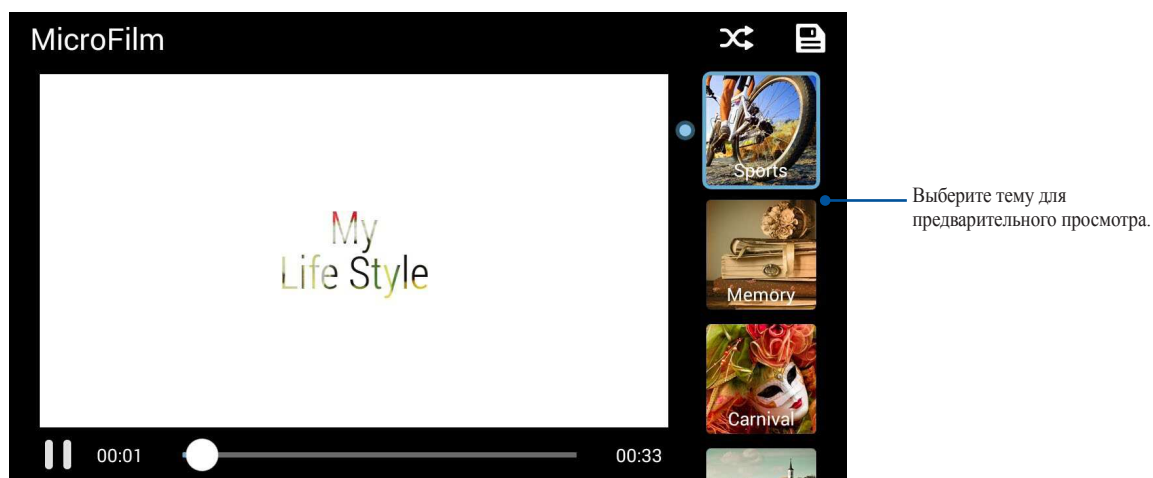 MicroFilm
My
Life Style
00:01
00:33
Sports
Memory
Carnival
Выберите тему для
предварительного просмотра.